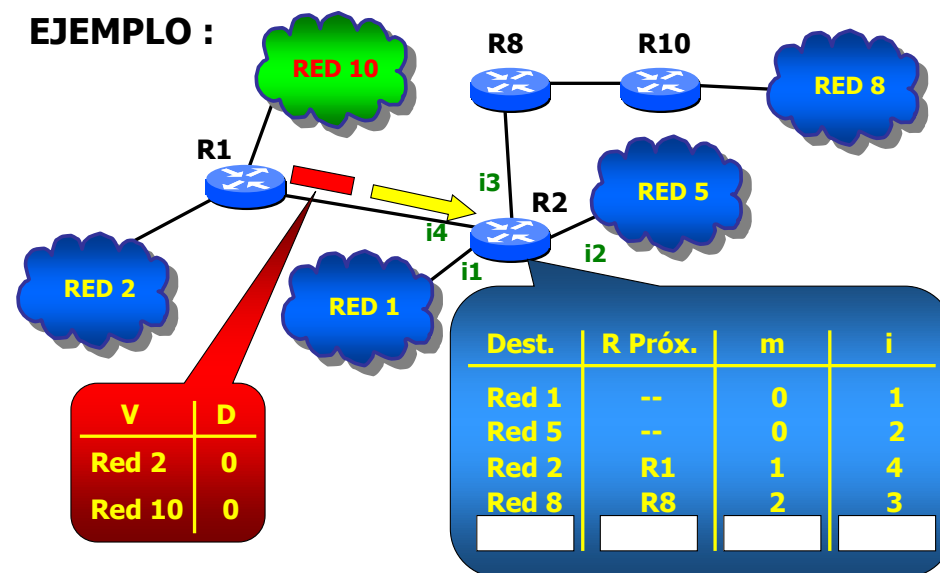 EJEMPLO :
RED 10
R8
R10
RED 8
R1
i3
R2
RED 5
i4
i2
i1
RED 2
RED 1
V D
Red 2 0
Red 10 0
Dest. R Próx. m i
Red 1 -- 0 1
Red 5 -- 0 2
Red 2 R1 1 4
Red 8 R8 2 3